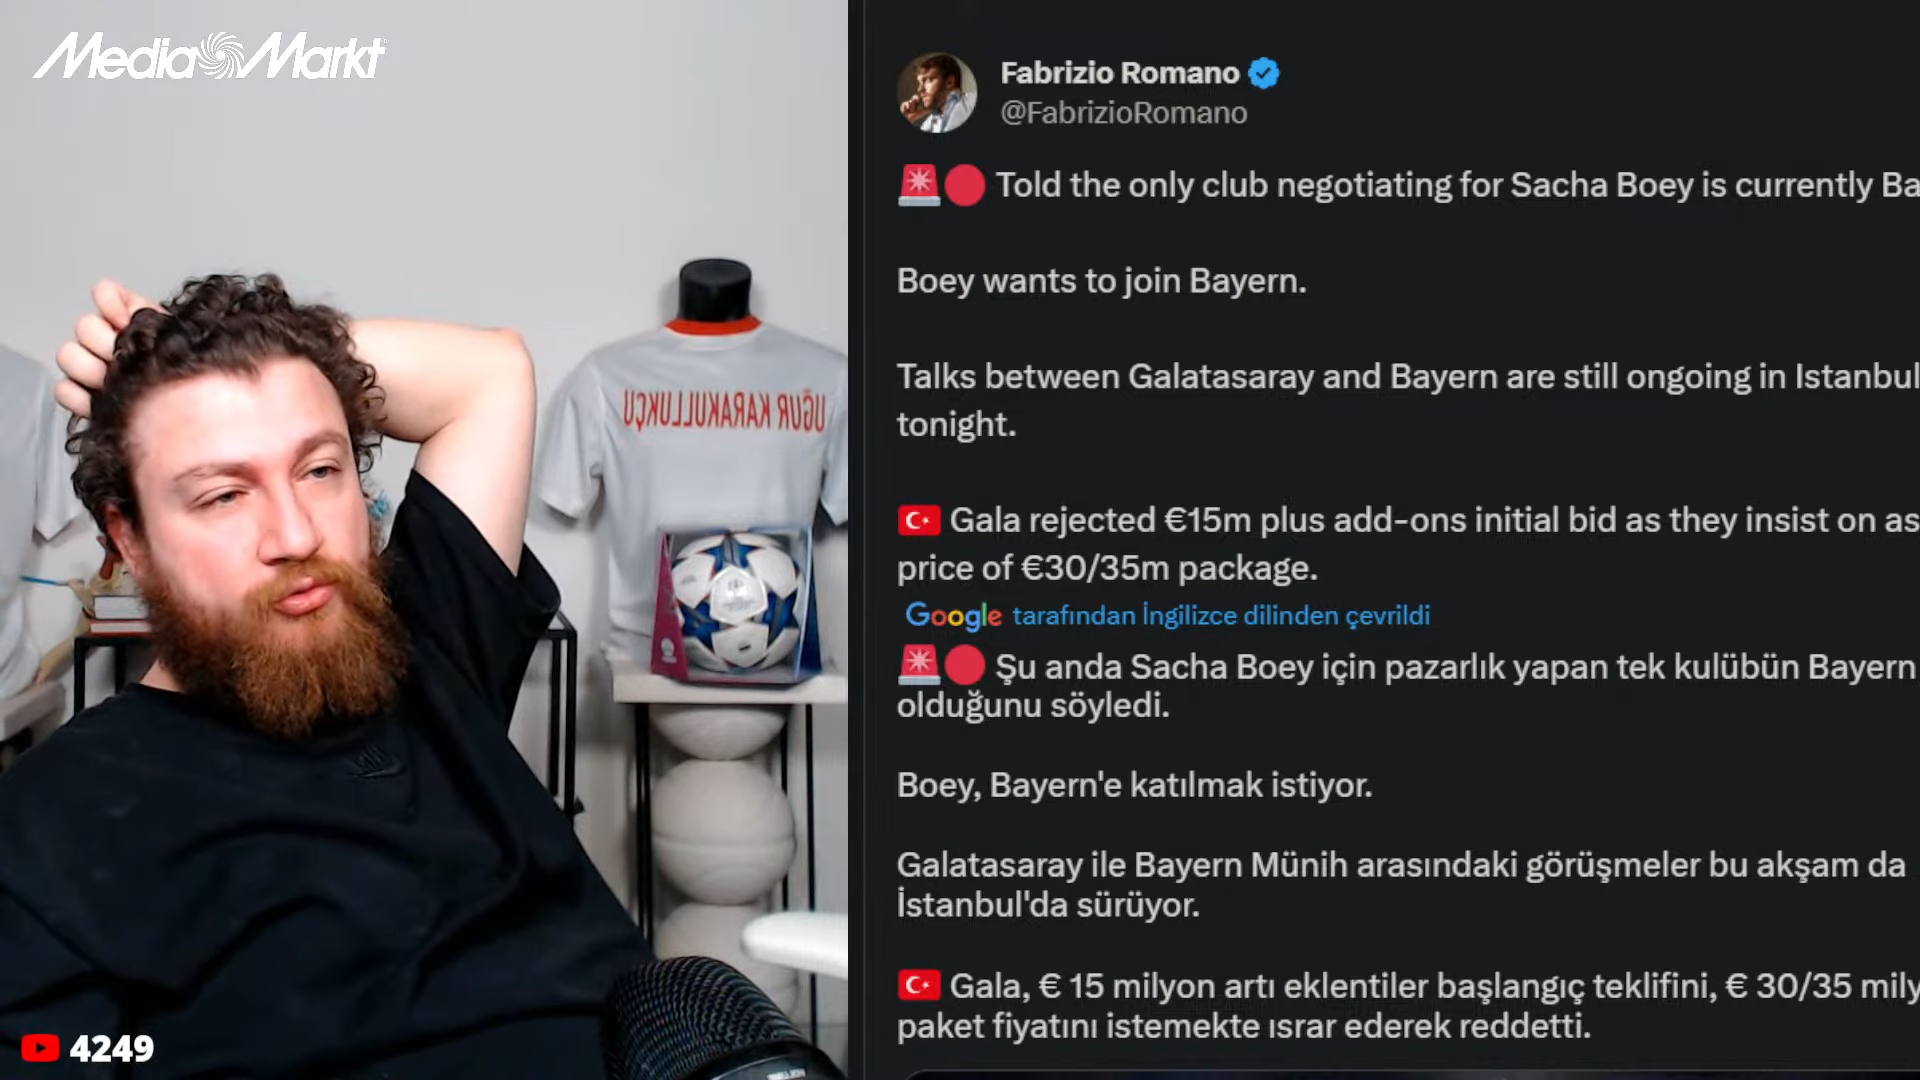 MediaMarkt
UĞUR KARAKULLUKÇU
4249
Fabrizio Romano
@FabrizioRomano
Told the only club negotiating for Sacha Boey is currently Ba
Boey wants to join Bayern.
Talks between Galatasaray and Bayern are still ongoing in Istanbul
tonight.
Gala rejected €15m plus add-ons initial bid as they insist on as
price of €30/35m package.
Google tarafından İngilizce dilinden çevrildi
Şu anda Sacha Boey için pazarlık yapan tek kulübün Bayern
olduğunu söyledi.
Boey, Bayern'e katılmak istiyor.
Galatasaray ile Bayern Münih arasındaki görüşmeler bu akşam da
İstanbul'da sürüyor.
Gala, € 15 milyon artı eklentiler başlangıç teklifini, € 30/35 mily
paket fiyatını istemekte ısrar ederek reddetti.